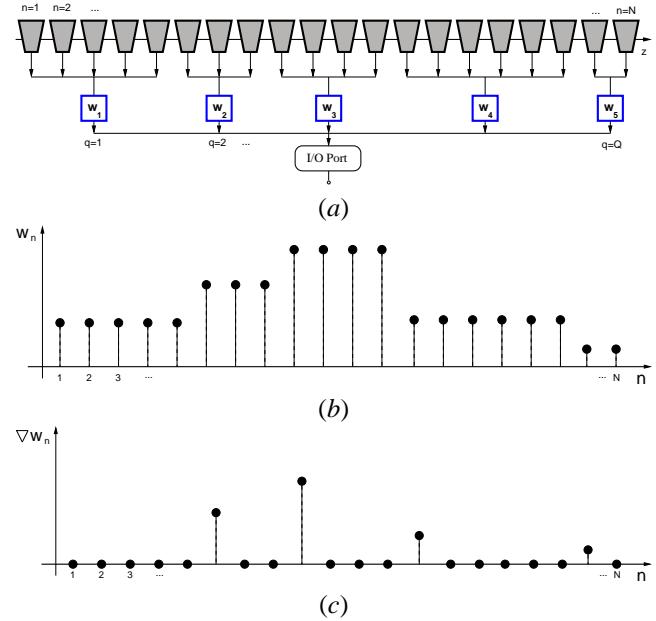 n=1 n=2 ... ... n=N
z
w1 w2 w3 w4 w5
q=1 q=2 ... q=Q
I/O Port
(a)
wn
1 2 3 ... ... N n
(b)
▽wn
1 2 3 ... ... N n
(c)